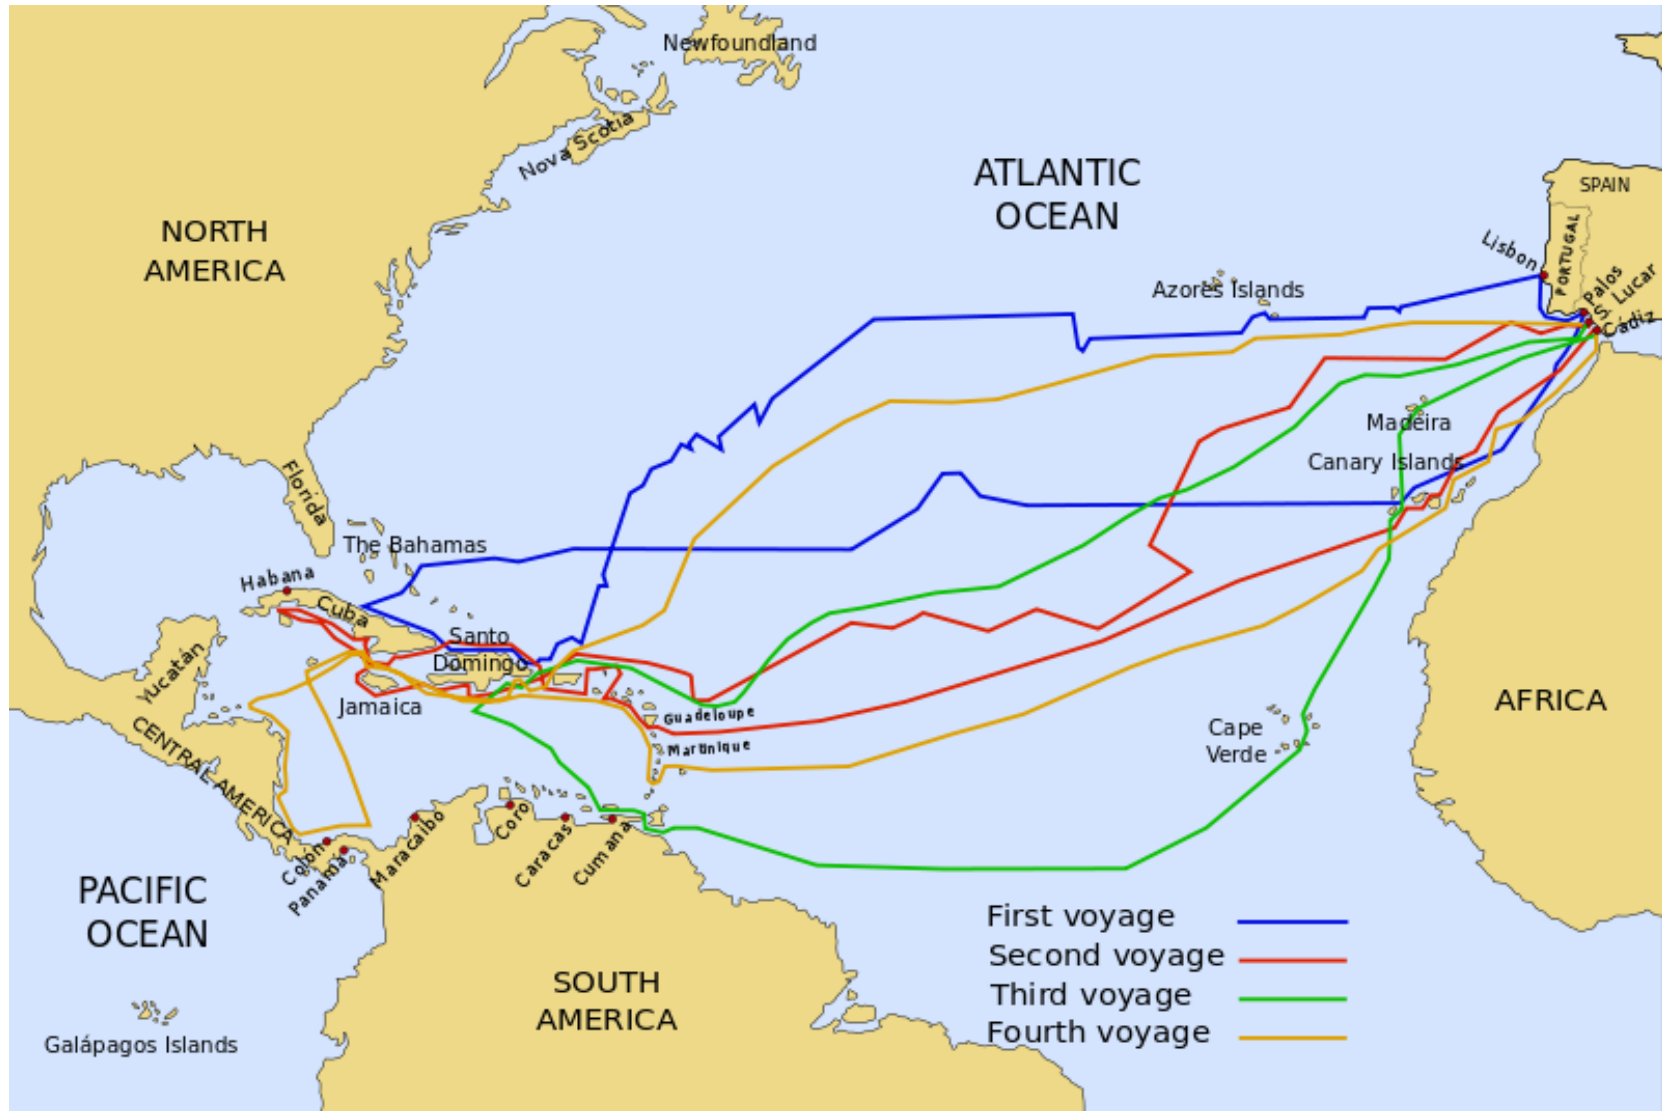 Newfoundland
Nova Scotia
ATLANTIC
OCEAN
SPAIN
PORTUGAL
Lisbon
Palos
S. Lucar
Cádiz
NORTH
AMERICA
Azores Islands
Madeira
Canary Islands
Florida
The Bahamas
Habana
Cuba
Santo
Domingo
Yucatán
Jamaica
Guadeloupe
Martinique
CENTRAL AMERICA
Cape
Verde
AFRICA
Colón
Panamá
Maracaibo
Coro
Caracas
Cumana
PACIFIC
OCEAN
SOUTH
AMERICA
Galápagos Islands
First voyage
Second voyage
Third voyage
Fourth voyage